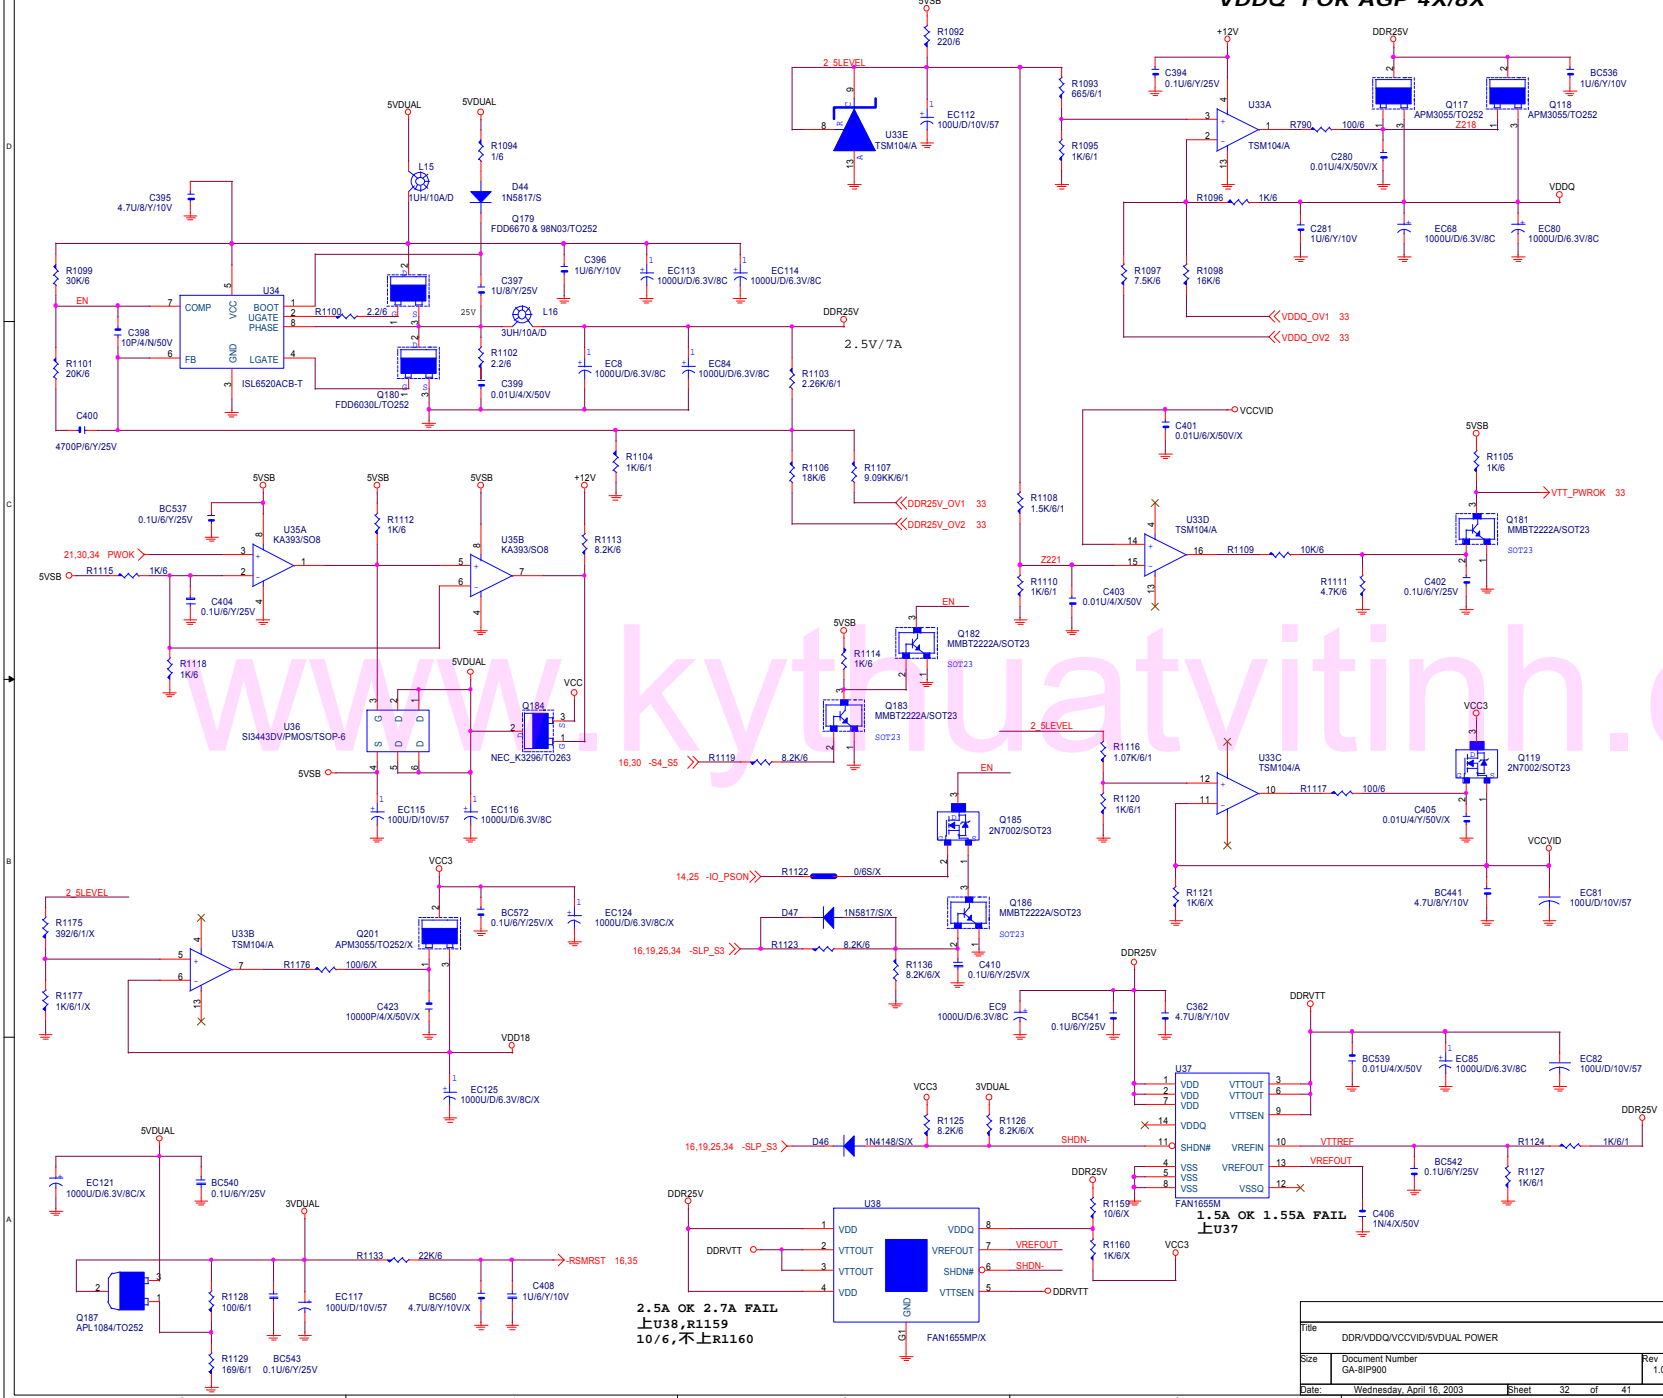 VDDQ FOR AGP 4X/8X
5VSB
R1092
220/6
2_5LEVEL
9
8
13
U33E
TSM104/A
EC112
100U/D/10V/57
R1093
665/6/1
R1095
1K/6/1
+12V
C394
0.1U/6/Y/25V
U33A
TSM104/A
R790 100/6
Z218
C280
0.01U/4/X/50V/X
DDR25V
Q117
APM3055/TO252
Q118
APM3055/TO252
BC536
1U/6/Y/10V
VDDQ
R1096 1K/6
C281
1U/6/Y/10V
EC68
1000U/D/6.3V/8C
EC80
1000U/D/6.3V/8C
R1097
7.5K/6
R1098
16K/6
VDDQ_OV1 33
VDDQ_OV2 33
5VDUAL
5VDUAL
R1094
1/6
L15
1UH/10A/D
D44
1N5817/S
Q179
FDD6670 & 98N03/TO252
C395
4.7U/8/Y/10V
R1099
30K/6
EN
C398
10P/4/N/50V
R1101
20K/6
C400
4700P/6/Y/25V
U34
COMP
FB
VCC
GND
BOOT
UGATE
PHASE
LGATE
ISL6520ACB-T
R1100 2.2/6
C397
1U/8/Y/25V
25V
L16
3UH/10A/D
C396
1U/6/Y/10V
EC113
1000U/D/6.3V/8C
EC114
1000U/D/6.3V/8C
DDR25V
2.5V/7A
Q180
FDD6030L/TO252
R1102
2.2/6
C399
0.01U/4/X/50V
EC8
1000U/D/6.3V/8C
EC84
1000U/D/6.3V/8C
R1103
2.26K/6/1
R1104
1K/6/1
R1106
18K/6
R1107
9.09KK/6/1
DDR25V_OV1 33
DDR25V_OV2 33
VCCVID
C401
0.01U/6/X/50V/X
R1108
1.5K/6/1
Z221
R1110
1K/6/1
C403
0.01U/4/X/50V
U33D
TSM104/A
R1109 10K/6
R1111
4.7K/6
C402
0.1U/6/Y/25V
5VSB
R1105
1K/6
VTT_PWROK 33
Q181
MMBT2222A/SOT23
SOT23
5VSB
BC537
0.1U/6/Y/25V
U35A
KA393/SO8
21,30,34 PWOK
5VSB R1115 1K/6
C404
0.1U/6/Y/25V
R1118
1K/6
5VSB
R1112
1K/6
5VSB
U35B
KA393/SO8
+12V
R1113
8.2K/6
5VDUAL
VCC
U36
SI3443DV/PMOS/TSOP-6
5VSB
Q184
NEC_K3296/TO263
EC115
100U/D/10V/57
EC116
1000U/D/6.3V/8C
EN
5VSB
R1114
1K/6
Q182
MMBT2222A/SOT23
SOT23
Q183
MMBT2222A/SOT23
SOT23
16,30 -S4_S5
R1119 8.2K/6
EN
Q185
2N7002/SOT23
14,25 -IO_PSON
R1122 0/6S/X
Q186
MMBT2222A/SOT23
SOT23
D47 1N5817/S/X
16,19,25,34 -SLP_S3
R1123 8.2K/6
R1136
8.2K/6/X
C410
0.1U/6/Y/25V/X
2_5LEVEL
R1116
1.07K/6/1
R1120
1K/6/1
U33C
TSM104/A
R1117 100/6
VCC3
Q119
2N7002/SOT23
C405
0.01U/4/Y/50V/X
VCCVID
R1121
1K/6/X
BC441
4.7U/8/Y/10V
EC81
100U/D/10V/57
2_5LEVEL
R1175
392/6/1/X
R1177
1K/6/1/X
U33B
TSM104/A
R1176 100/6/X
Q201
APM3055/TO252/X
VCC3
BC572
0.1U/6/Y/25V/X
EC124
1000U/D/6.3V/8C/X
C423
10000P/4/X/50V/X
VDD18
EC125
1000U/D/6.3V/8C/X
DDR25V
EC9
1000U/D/6.3V/8C
BC541
0.1U/6/Y/25V
C362
4.7U/8/Y/10V
DDRVTT
BC539
0.01U/4/X/50V
EC85
1000U/D/6.3V/8C
EC82
100U/D/10V/57
U37
VDD
VDD
VDD
VDDQ
SHDN#
VSS
VSS
VSS
VTTOUT
VTTOUT
VTTSEN
VREFIN
VREFOUT
VSSQ
FAN1655M
VTTREF
VREFOUT
DDR25V
R1124 1K/6/1
BC542
0.1U/6/Y/25V
R1127
1K/6/1
C406
1N/4/X/50V
1.5A OK 1.55A FAIL
上U37
VCC3
3VDUAL
R1125
8.2K/6
R1126
8.2K/6/X
16,19,25,34 -SLP_S3
D46 1N4148/S/X
SHDN-
DDR25V
DDR25V
R1159
10/6/X
R1160
1K/6/X
VCC3
U38
DDRVTT
VDD
VTTOUT
VTTOUT
VDD
VDDQ
VREFOUT
SHDN#
VTTSEN
GND
G1
VREFOUT
SHDN-
DDRVTT
FAN1655MP/X
2.5A OK 2.7A FAIL
上U38,R1159
10/6,不上R1160
5VDUAL
EC121
1000U/D/6.3V/8C/X
BC540
0.1U/6/Y/25V
3VDUAL
R1133 22K/6
-RSMRST 16,35
Q187
APL1084/TO252
R1128
100/6/1
R1129
169/6/1
BC543
0.1U/6/Y/25V
EC117
100U/D/10V/57
BC560
4.7U/8/Y/10V/X
C408
1U/6/Y/10V
www.kythuatvitinh.
Title
DDR/VDDQ/VCCVID/5VDUAL POWER
Size Document Number Rev
GA-8IP900 1.0
Date: Wednesday, April 16, 2003 Sheet 32 of 41